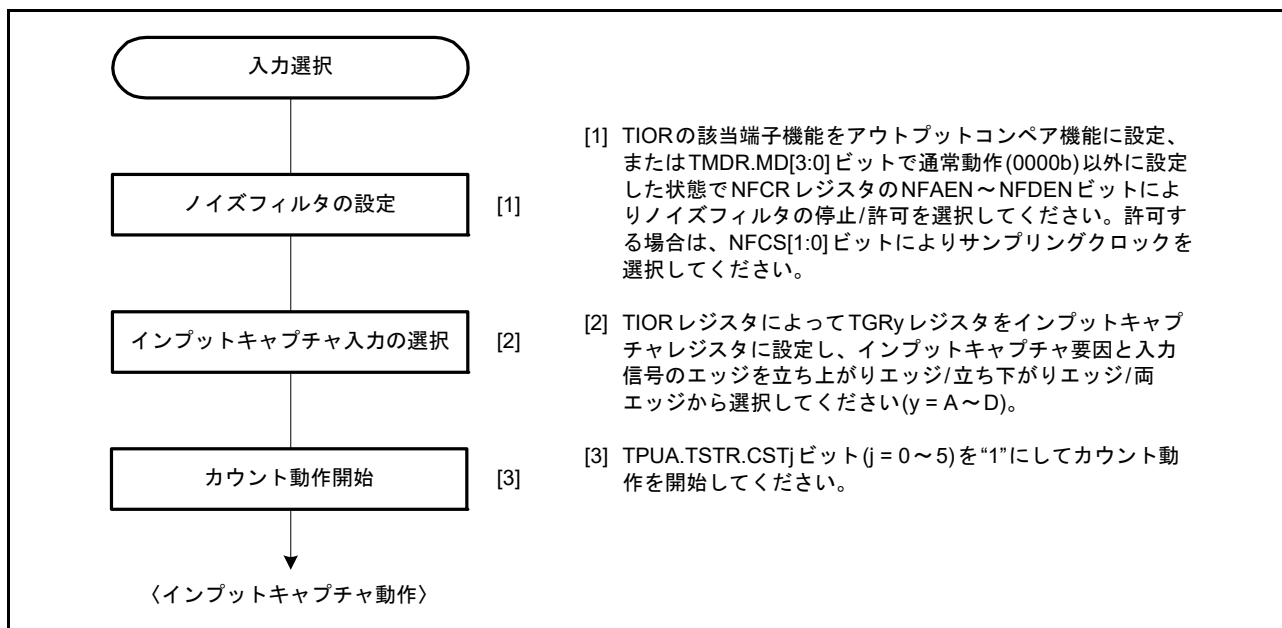 入力選択
ノイズフィルタの設定 [1]
インプットキャプチャ入力の選択 [2]
カウント動作開始 [3]
〈インプットキャプチャ動作〉
[1] TIORの該当端子機能をアウトプットコンペア機能に設定、
またはTMDR.MD[3:0]ビットで通常動作(0000b)以外に設定
した状態でNFCRレジスタのNFAEN～NFDENビットによ
りノイズフィルタの停止/許可を選択してください。許可す
る場合は、NFCS[1:0]ビットによりサンプリングクロックを
選択してください。
[2] TIORレジスタによってTGRyレジスタをインプットキャプ
チャレジスタに設定し、インプットキャプチャ要因と入力
信号のエッジを立ち上がりエッジ/立ち下がりエッジ/両
エッジから選択してください(y = A～D)。
[3] TPUA.TSTR.CSTjビット(j = 0～5)を“1”にしてカウント動
作を開始してください。